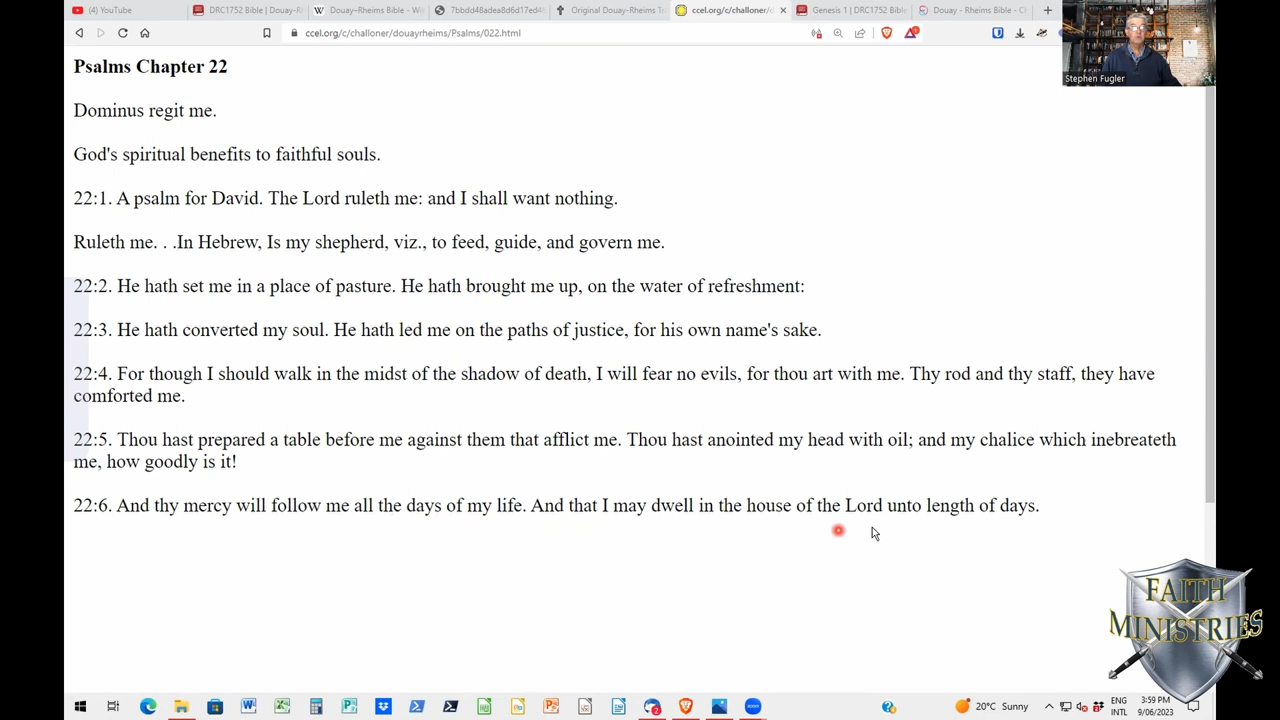 (4) YouTube
DRC1752 Bible | Douay-R
Douay–Rheims Bible - Wi
7bbdd48adea8d6d17ed4
Original Douay-Rheims T
ccel.org/c/challoner/d
Genesis 1 | DRC1752 Bibl
Douay - Rheims Bible - C
ccel.org/c/challoner/douayrheims/Psalms/022.html
Stephen Fugler
Psalms Chapter 22
Dominus regit me.
God's spiritual benefits to faithful souls.
22:1. A psalm for David. The Lord ruleth me: and I shall want nothing.
Ruleth me. . .In Hebrew, Is my shepherd, viz., to feed, guide, and govern me.
22:2. He hath set me in a place of pasture. He hath brought me up, on the water of refreshment:
22:3. He hath converted my soul. He hath led me on the paths of justice, for his own name's sake.
22:4. For though I should walk in the midst of the shadow of death, I will fear no evils, for thou art with me. Thy rod and thy staff, they have
comforted me.
22:5. Thou hast prepared a table before me against them that afflict me. Thou hast anointed my head with oil; and my chalice which inebreateth
me, how goodly is it!
22:6. And thy mercy will follow me all the days of my life. And that I may dwell in the house of the Lord unto length of days.
FAITH
MINISTRIES
20°C Sunny
ENG
INTL
3:59 PM
9/06/2023